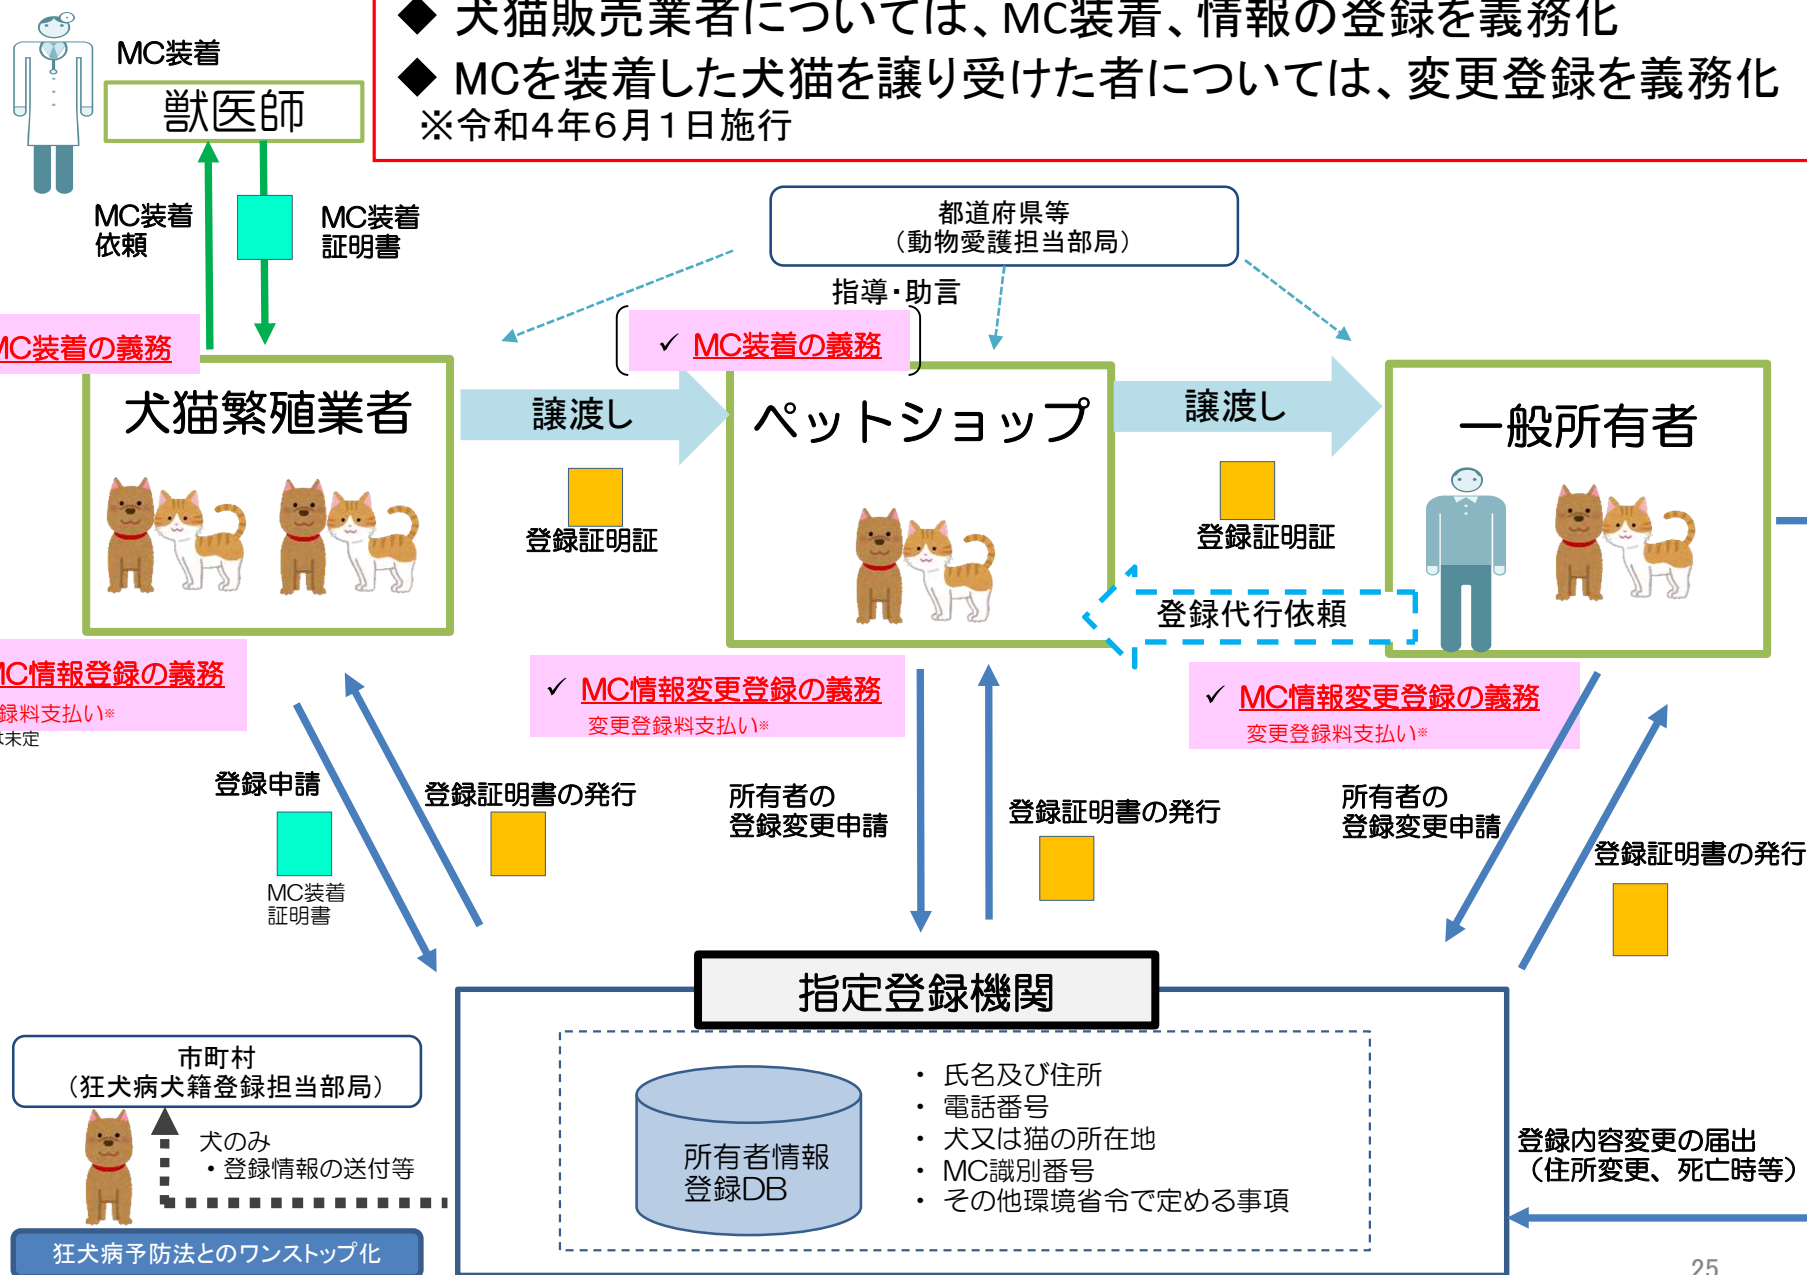 ◆ 犬猫販売業者については、MC装着、情報の登録を義務化
◆ MCを装着した犬猫を譲り受けた者については、変更登録を義務化
※令和4年6月1日施行
MC装着
獣医師
MC装着
依頼
MC装着
証明書
都道府県等
（動物愛護担当部局）
指導・助言
MC装着の義務
✓ MC装着の義務
犬猫繁殖業者
譲渡し
ペットショップ
譲渡し
一般所有者
登録証明証
登録証明証
登録代行依頼
MC情報登録の義務
録料支払い※
未定
✓ MC情報変更登録の義務
変更登録料支払い※
✓ MC情報変更登録の義務
変更登録料支払い※
登録申請
MC装着
証明書
登録証明書の発行
所有者の
登録変更申請
登録証明書の発行
所有者の
登録変更申請
登録証明書の発行
指定登録機関
市町村
（狂犬病犬籍登録担当部局）
犬のみ
・登録情報の送付等
狂犬病予防法とのワンストップ化
所有者情報
登録DB
・ 氏名及び住所
・ 電話番号
・ 犬又は猫の所在地
・ MC識別番号
・ その他環境省令で定める事項
登録内容変更の届出
（住所変更、死亡時等）
25